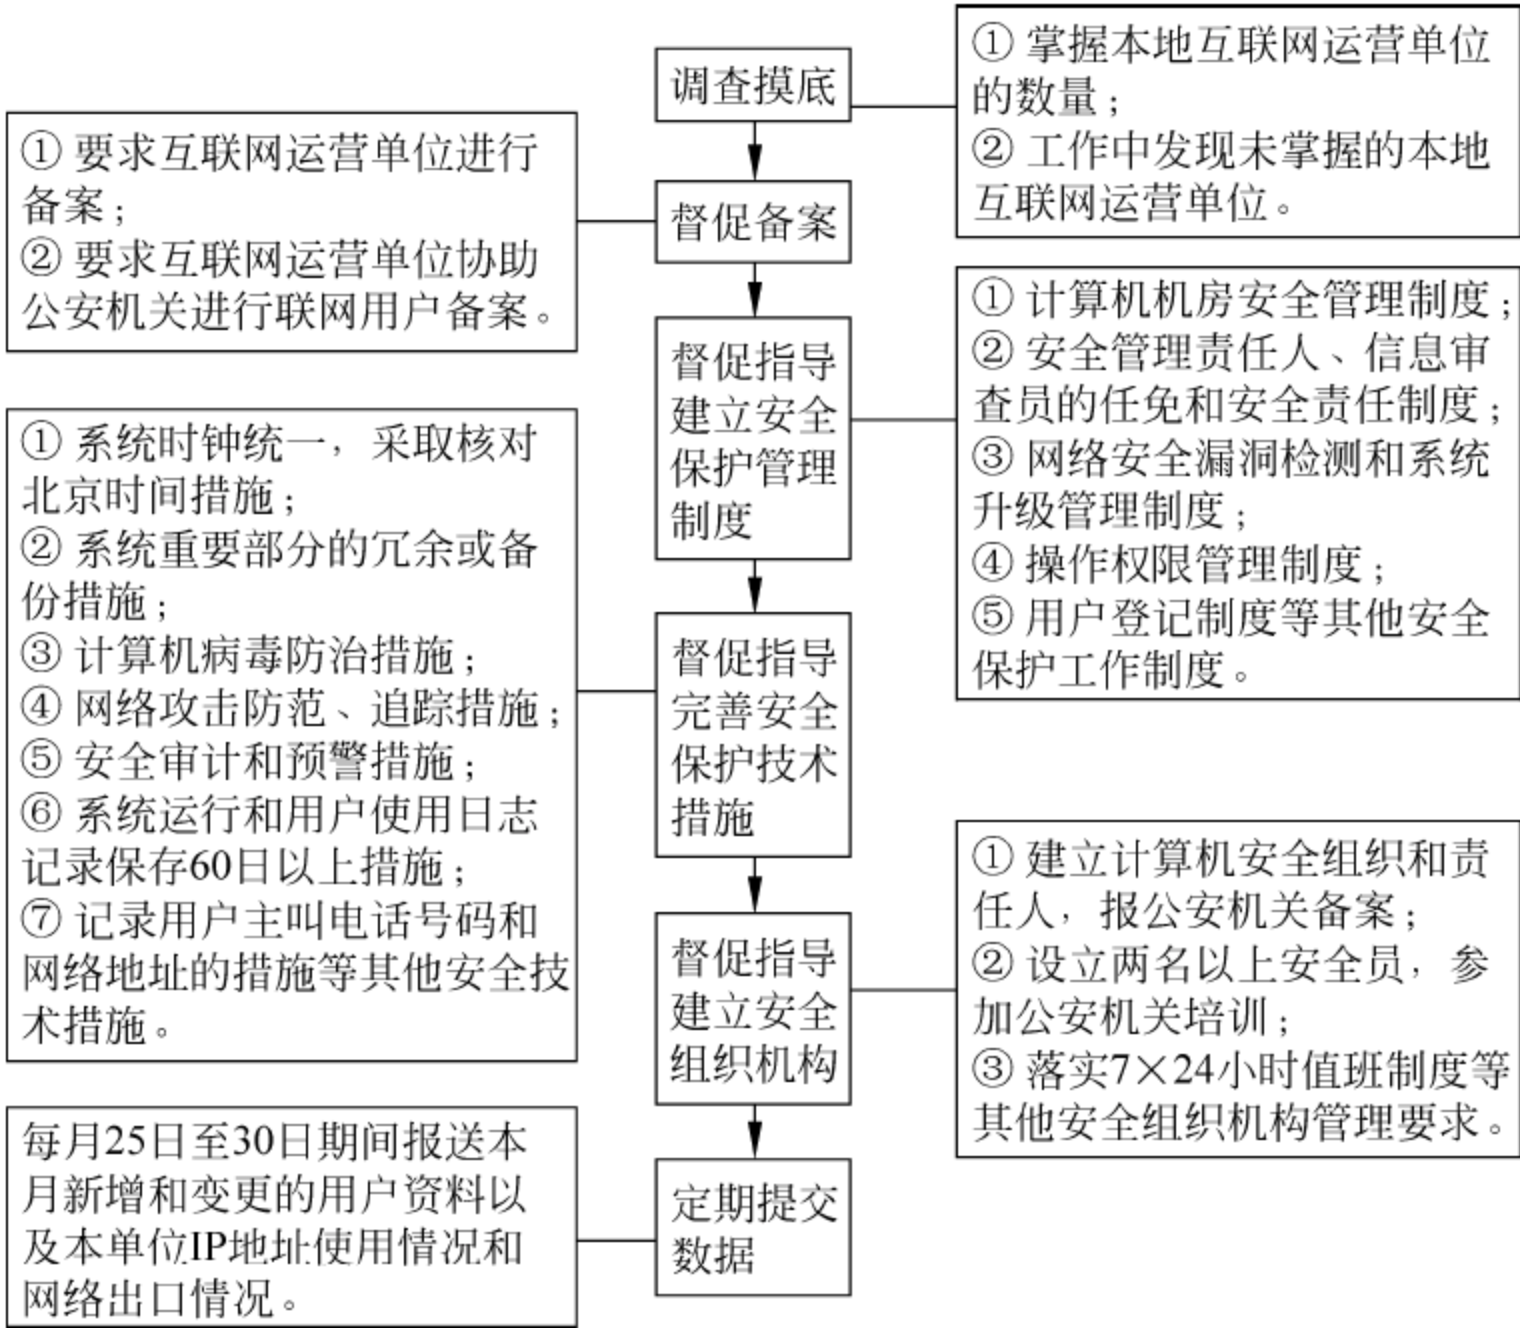 调查摸底
① 掌握本地互联网运营单位
的数量；
② 工作中发现未掌握的本地
互联网运营单位。
督促备案
① 要求互联网运营单位进行
备案；
② 要求互联网运营单位协助
公安机关进行联网用户备案。
督促指导
建立安全
保护管理
制度
① 计算机机房安全管理制度；
② 安全管理责任人、信息审
查员的任免和安全责任制度；
③ 网络安全漏洞检测和系统
升级管理制度；
④ 操作权限管理制度；
⑤ 用户登记制度等其他安全
保护工作制度。
督促指导
完善安全
保护技术
措施
① 系统时钟统一，采取核对
北京时间措施；
② 系统重要部分的冗余或备
份措施；
③ 计算机病毒防治措施；
④ 网络攻击防范、追踪措施；
⑤ 安全审计和预警措施；
⑥ 系统运行和用户使用日志
记录保存60日以上措施；
⑦ 记录用户主叫电话号码和
网络地址的措施等其他安全技
术措施。
督促指导
建立安全
组织机构
① 建立计算机安全组织和责
任人，报公安机关备案；
② 设立两名以上安全员，参
加公安机关培训；
③ 落实7×24小时值班制度等
其他安全组织机构管理要求。
定期提交
数据
每月25日至30日期间报送本
月新增和变更的用户资料以
及本单位IP地址使用情况和
网络出口情况。